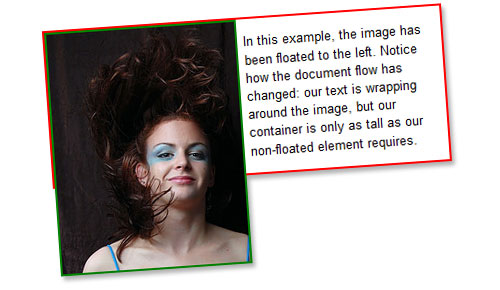 In this example, the image has
been floated to the left. Notice
how the document flow has
changed: our text is wrapping
around the image, but our
container is only as tall as our
non-floated element requires.